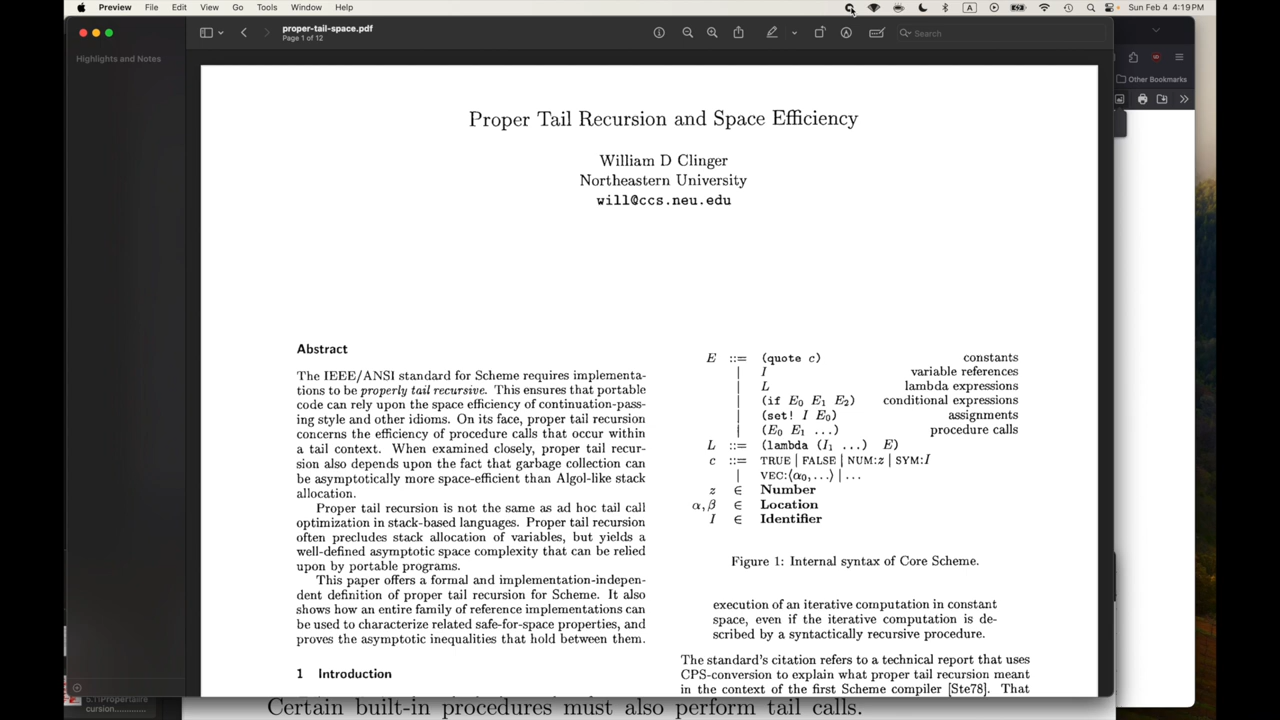 Preview File Edit View Go Tools Window Help Sun Feb 4 4:19 PM
proper-tail-space.pdf
Page 1 of 12
Search
Highlights and Notes
Other Bookmarks
Proper Tail Recursion and Space Efficiency
William D Clinger
Northeastern University
will@ccs.neu.edu
Abstract
The IEEE/ANSI standard for Scheme requires implementa-
tions to be properly tail recursive. This ensures that portable
code can rely upon the space efficiency of continuation-pass-
ing style and other idioms. On its face, proper tail recursion
concerns the efficiency of procedure calls that occur within
a tail context. When examined closely, proper tail recur-
sion also depends upon the fact that garbage collection can
be asymptotically more space-efficient than Algol-like stack
allocation.
Proper tail recursion is not the same as ad hoc tail call
optimization in stack-based languages. Proper tail recursion
often precludes stack allocation of variables, but yields a
well-defined asymptotic space complexity that can be relied
upon by portable programs.
This paper offers a formal and implementation-indepen-
dent definition of proper tail recursion for Scheme. It also
shows how an entire family of reference implementations can
be used to characterize related safe-for-space properties, and
proves the asymptotic inequalities that hold between them.
1 Introduction
E ::= (quote c) constants
| I variable references
| L lambda expressions
| (if E0 E1 E2) conditional expressions
| (set! I E0) assignments
| (E0 E1 ...) procedure calls
L ::= (lambda (I1 ...) E)
c ::= TRUE | FALSE | NUM:z | SYM:I
| VEC:⟨α0, ...⟩ | ...
z ∈ Number
α, β ∈ Location
I ∈ Identifier
Figure 1: Internal syntax of Core Scheme.
execution of an iterative computation in constant
space, even if the iterative computation is de-
scribed by a syntactically recursive procedure.
The standard's citation refers to a technical report that uses
CPS-conversion to explain what proper tail recursion meant
in the context of the first Scheme compiler [Ste78]. That
Certain built-in procedures must also perform tail calls.